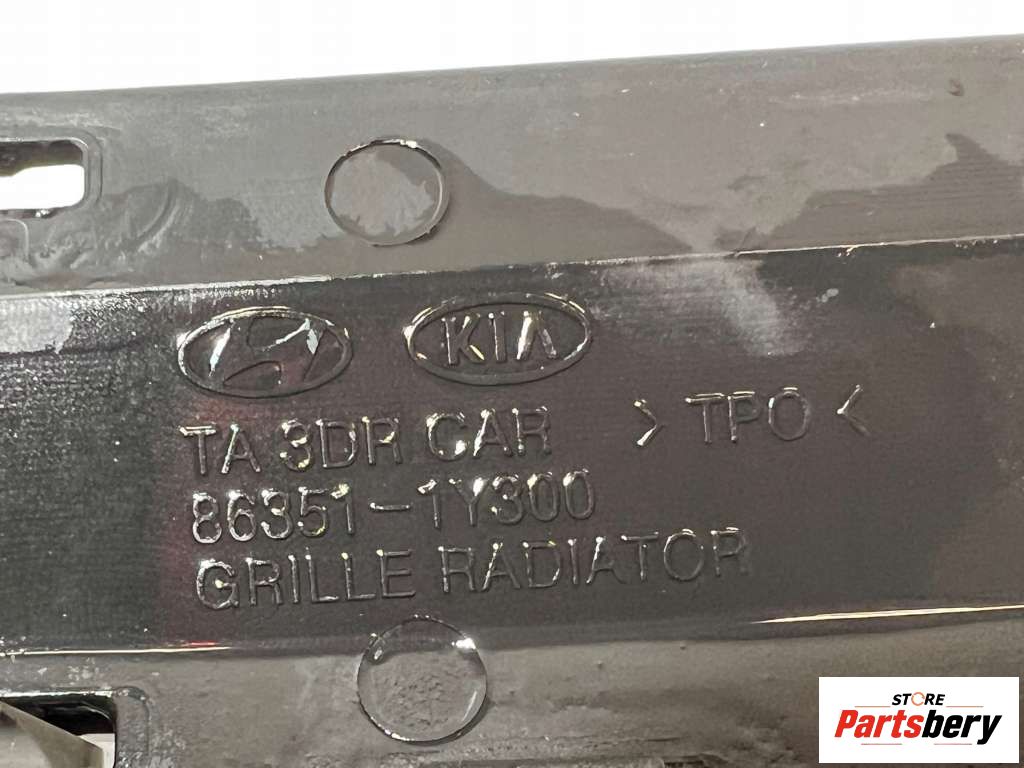 KIA
TA 3DR CAR > TPO <
86351-1Y300
GRILLE RADIATOR
STORE
Partsbery